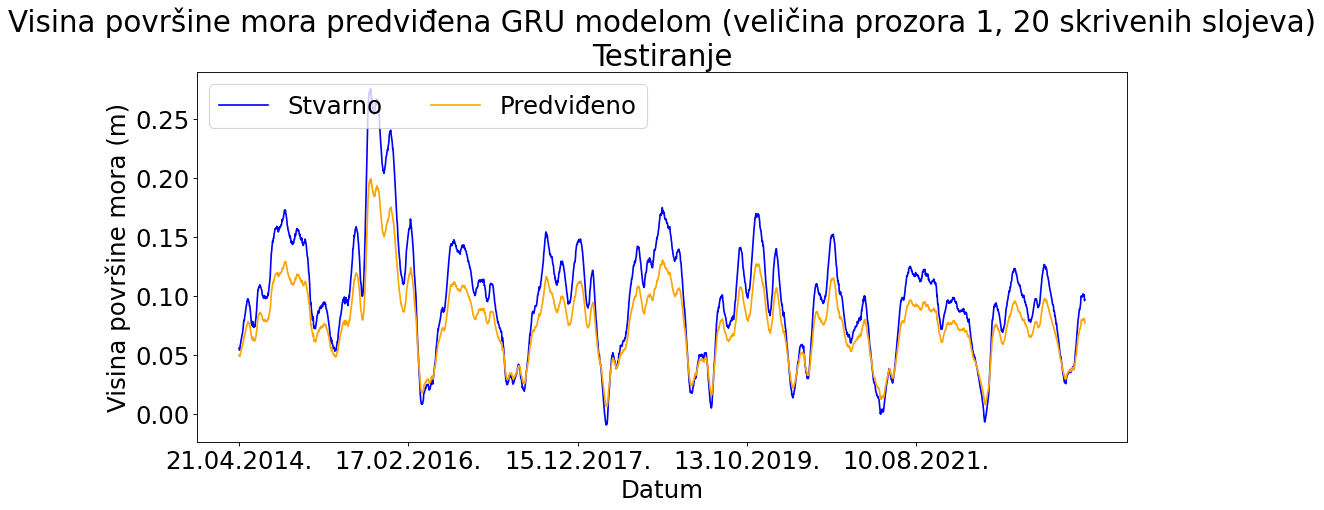 Visina površine mora predviđena GRU modelom (veličina prozora 1, 20 skrivenih slojeva)
Testiranje
Stvarno
Predviđeno
Visina površine mora (m)
0.25
0.20
0.15
0.10
0.05
0.00
21.04.2014.
17.02.2016.
15.12.2017.
13.10.2019.
10.08.2021.
Datum